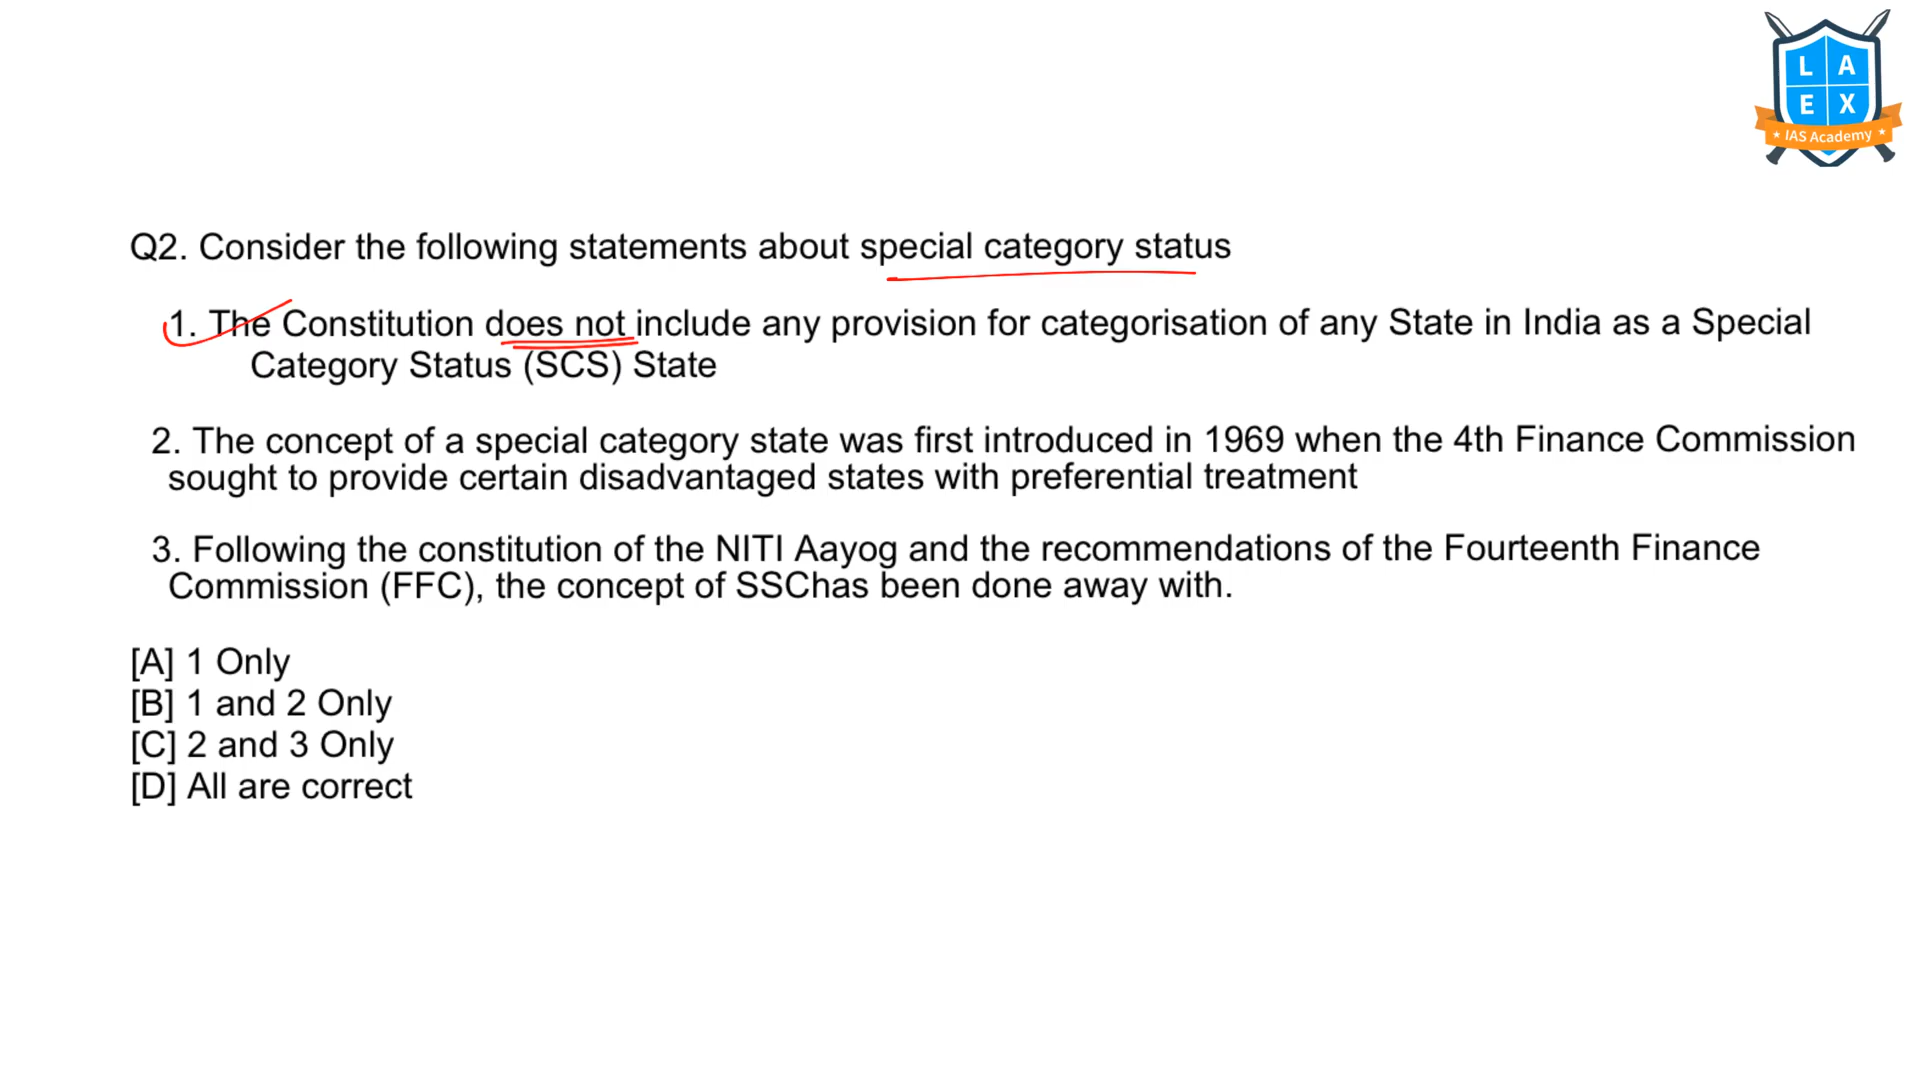 L A
E X
★ IAS Academy ★
Q2. Consider the following statements about special category status
1. The Constitution does not include any provision for categorisation of any State in India as a Special
Category Status (SCS) State
2. The concept of a special category state was first introduced in 1969 when the 4th Finance Commission
sought to provide certain disadvantaged states with preferential treatment
3. Following the constitution of the NITI Aayog and the recommendations of the Fourteenth Finance
Commission (FFC), the concept of SSChas been done away with.
[A] 1 Only
[B] 1 and 2 Only
[C] 2 and 3 Only
[D] All are correct